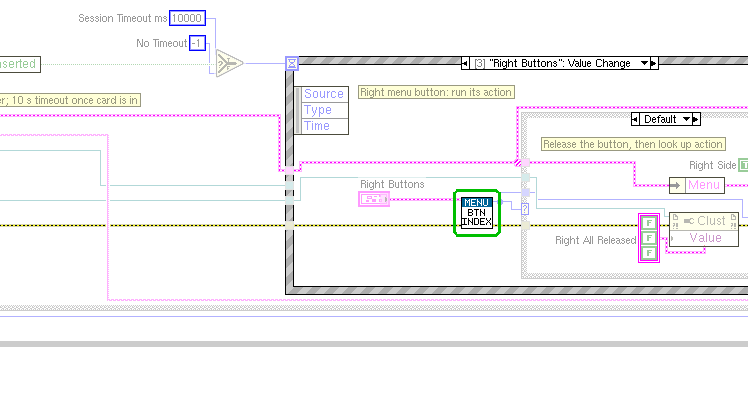 Session Timeout ms 10000
No Timeout -1
nserted
?
T
F
[3] "Right Buttons": Value Change
er; 10 s timeout once card is in
Source
Type
Time
Right menu button: run its action
Default
Release the button, then look up action
Right Side T
Right Buttons
Menu
MENU
BTN
INDEX
?
Clust
Value
Right All Released
F
F
F